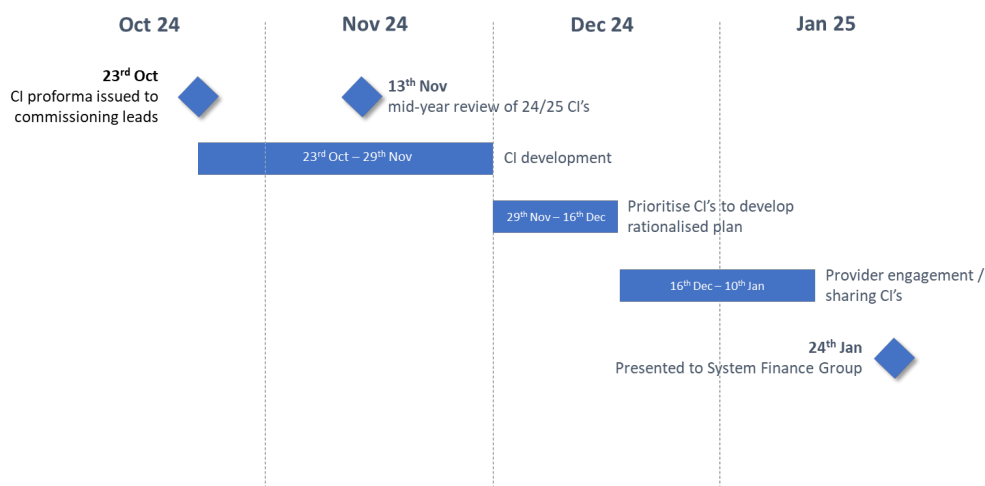 Oct 24
Nov 24
Dec 24
Jan 25
23rd Oct
CI proforma issued to
commissioning leads
13th Nov
mid-year review of 24/25 CI’s
23rd Oct – 29th Nov
CI development
29th Nov – 16th Dec
Prioritise CI’s to develop
rationalised plan
16th Dec – 10th Jan
Provider engagement /
sharing CI’s
24th Jan
Presented to System Finance Group